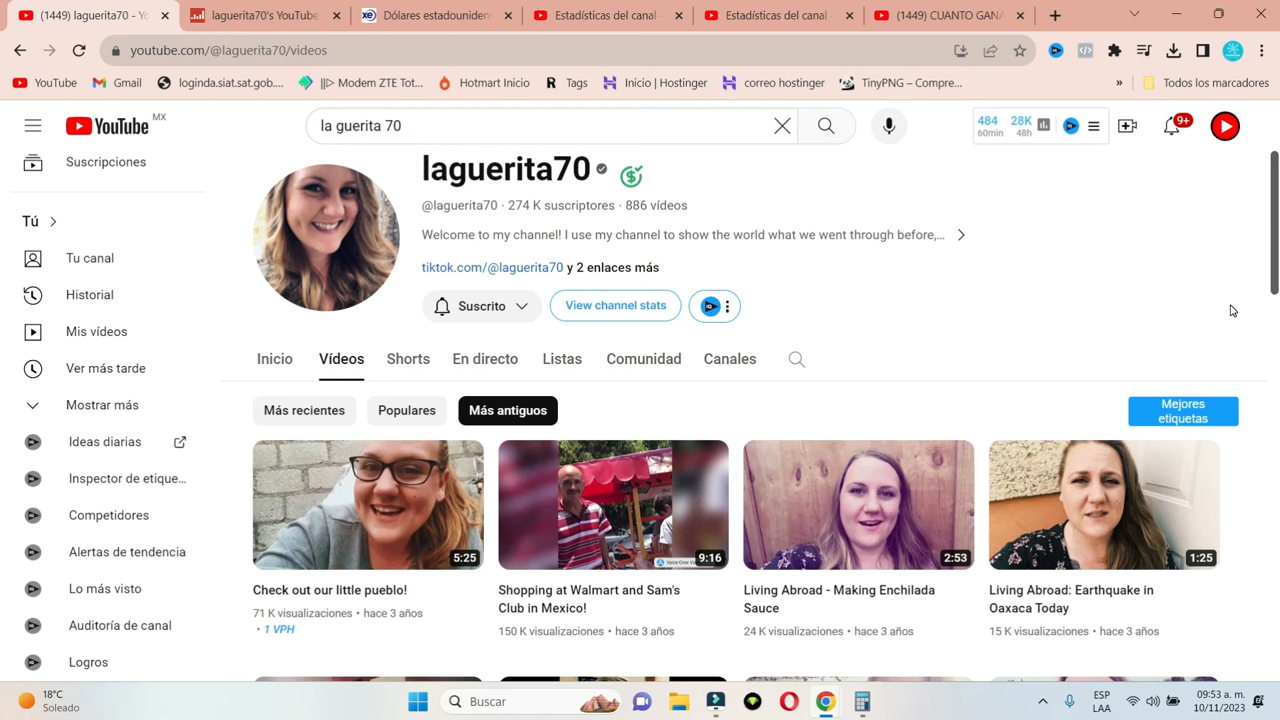 (1449) laguerita70 - Yo
laguerita70's YouTube
Dólares estadouniden
Estadísticas del canal -
Estadísticas del canal -
(1449) CUANTO GANA
youtube.com/@laguerita70/videos
YouTube
Gmail
loginda.siat.sat.gob....
||▷ Modem ZTE Tot...
Hotmart Inicio
Tags
Inicio | Hostinger
correo hostinger
TinyPNG – Compre...
»
Todos los marcadores
YouTube MX
la guerita 70
484 28K
60min 48h
9+
Suscripciones
Tú
Tu canal
Historial
Mis vídeos
Ver más tarde
Mostrar más
Ideas diarias
Inspector de etique...
Competidores
Alertas de tendencia
Lo más visto
Auditoría de canal
Logros
laguerita70
@laguerita70 · 274 K suscriptores · 886 vídeos
Welcome to my channel! I use my channel to show the world what we went through before,...
tiktok.com/@laguerita70 y 2 enlaces más
Suscrito
View channel stats
Inicio
Vídeos
Shorts
En directo
Listas
Comunidad
Canales
Más recientes
Populares
Más antiguos
Mejores
etiquetas
5:25
9:16
2:53
1:25
Check out our little pueblo!
71 K visualizaciones • hace 3 años
• 1 VPH
Shopping at Walmart and Sam's
Club in Mexico!
150 K visualizaciones • hace 3 años
Living Abroad - Making Enchilada
Sauce
24 K visualizaciones • hace 3 años
Living Abroad: Earthquake in
Oaxaca Today
15 K visualizaciones • hace 3 años
18°C
Soleado
Buscar
ESP
LAA
09:53 a. m.
10/11/2023